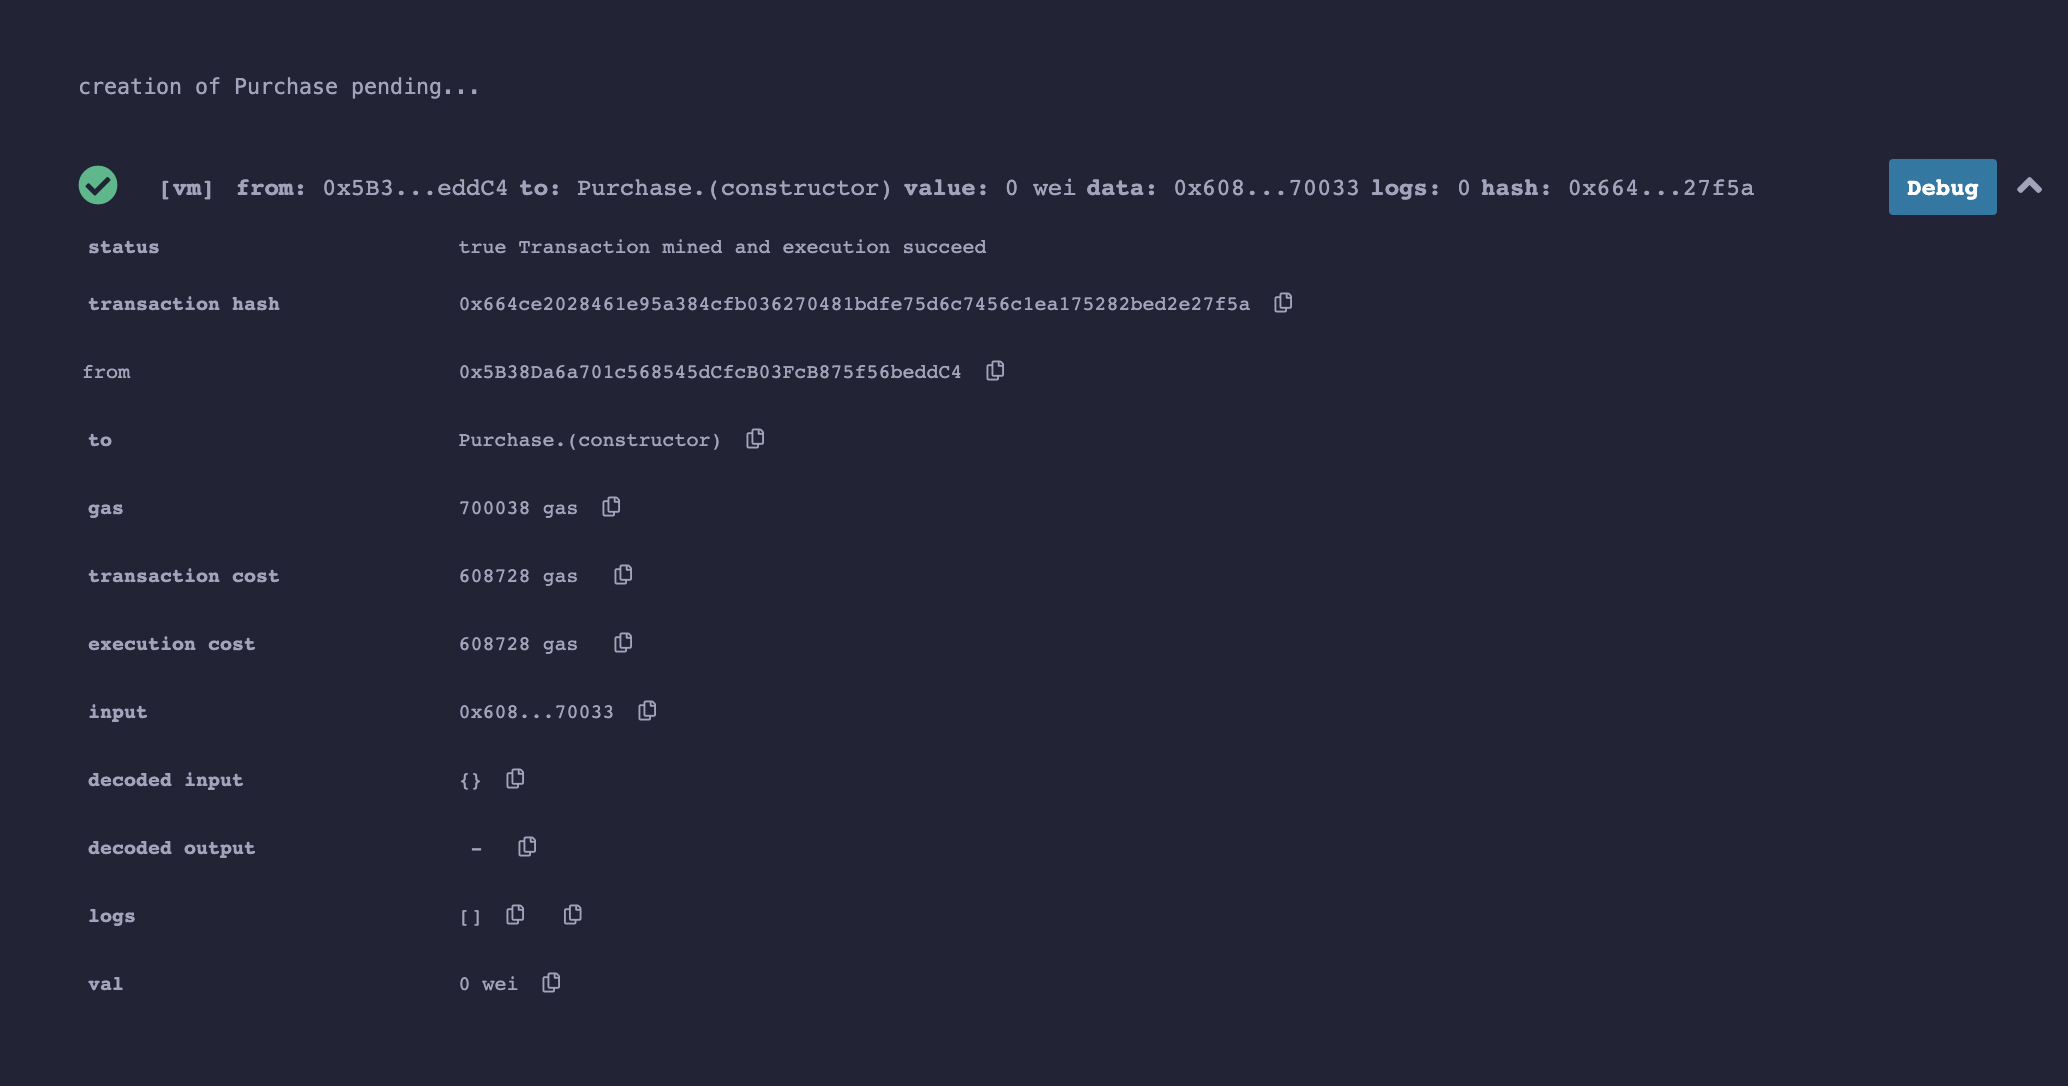 creation of Purchase pending...
[vm] from: 0x5B3...eddC4 to: Purchase.(constructor) value: 0 wei data: 0x608...70033 logs: 0 hash: 0x664...27f5a
Debug
status true Transaction mined and execution succeed
transaction hash 0x664ce2028461e95a384cfb036270481bdfe75d6c7456c1ea175282bed2e27f5a
from 0x5B38Da6a701c568545dCfcB03FcB875f56beddC4
to Purchase.(constructor)
gas 700038 gas
transaction cost 608728 gas
execution cost 608728 gas
input 0x608...70033
decoded input {}
decoded output -
logs []
val 0 wei